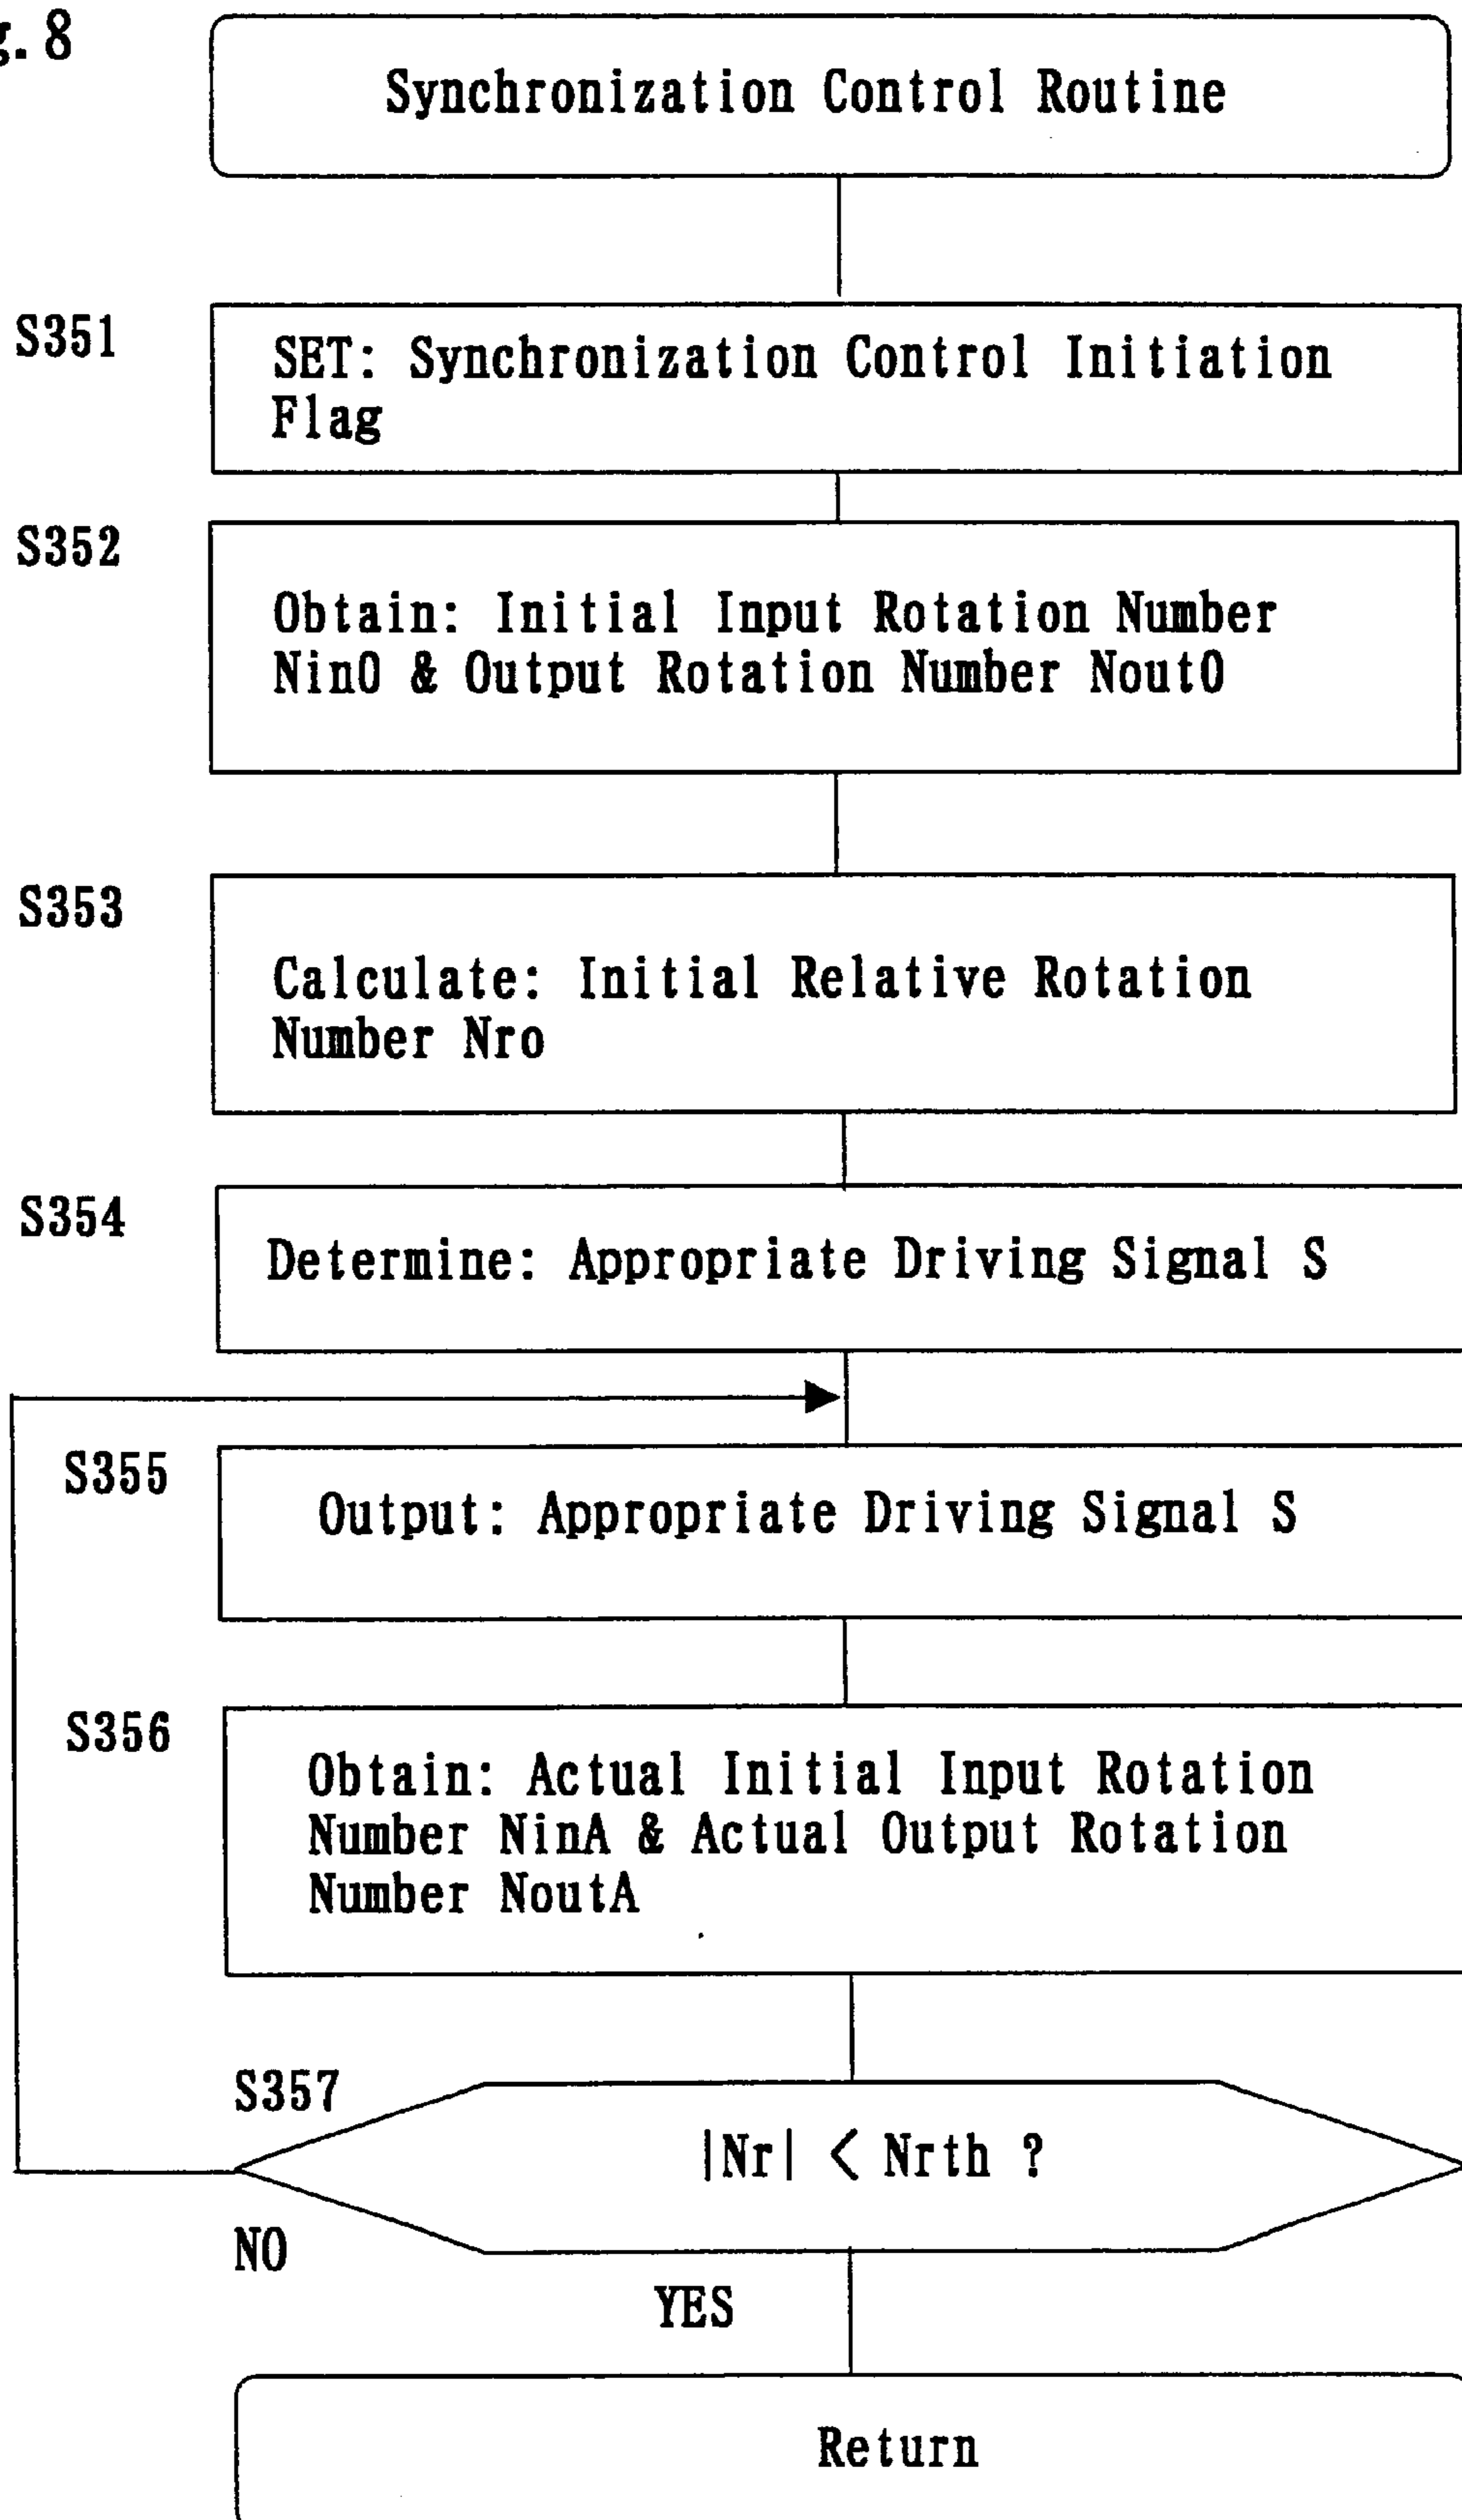 g. 8
Synchronization Control Routine
S351
SET: Synchronization Control Initiation
Flag
S352
Obtain: Initial Input Rotation Number
Nin0 & Output Rotation Number Nout0
S353
Calculate: Initial Relative Rotation
Number Nro
S354
Determine: Appropriate Driving Signal S
S355
Output: Appropriate Driving Signal S
S356
Obtain: Actual Initial Input Rotation
Number NinA & Actual Output Rotation
Number NoutA
S357
|Nr| < Nrth ?
NO
YES
Return